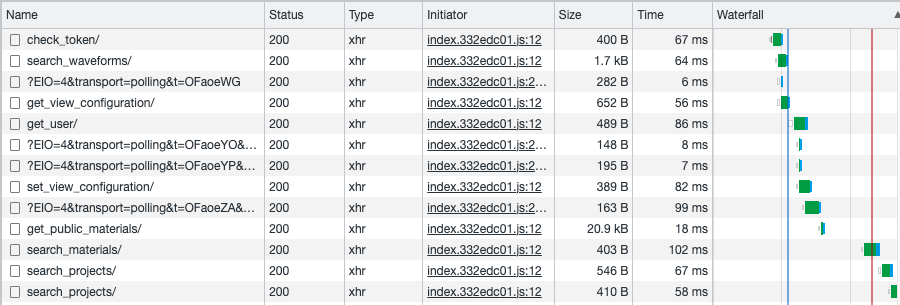 Name Status Type Initiator Size Time Waterfall
check_token/ 200 xhr index.332edc01.js:12 400 B 67 ms
search_waveforms/ 200 xhr index.332edc01.js:12 1.7 kB 64 ms
?EIO=4&transport=polling&t=OFaoeWG 200 xhr index.332edc01.js:2... 282 B 6 ms
get_view_configuration/ 200 xhr index.332edc01.js:12 652 B 56 ms
get_user/ 200 xhr index.332edc01.js:12 489 B 86 ms
?EIO=4&transport=polling&t=OFaoeYO&... 200 xhr index.332edc01.js:2... 148 B 8 ms
?EIO=4&transport=polling&t=OFaoeYP&... 200 xhr index.332edc01.js:2... 195 B 7 ms
set_view_configuration/ 200 xhr index.332edc01.js:12 389 B 82 ms
?EIO=4&transport=polling&t=OFaoeZA&... 200 xhr index.332edc01.js:2... 163 B 99 ms
get_public_materials/ 200 xhr index.332edc01.js:12 20.9 kB 18 ms
search_materials/ 200 xhr index.332edc01.js:12 403 B 102 ms
search_projects/ 200 xhr index.332edc01.js:12 546 B 67 ms
search_projects/ 200 xhr index.332edc01.js:12 410 B 58 ms